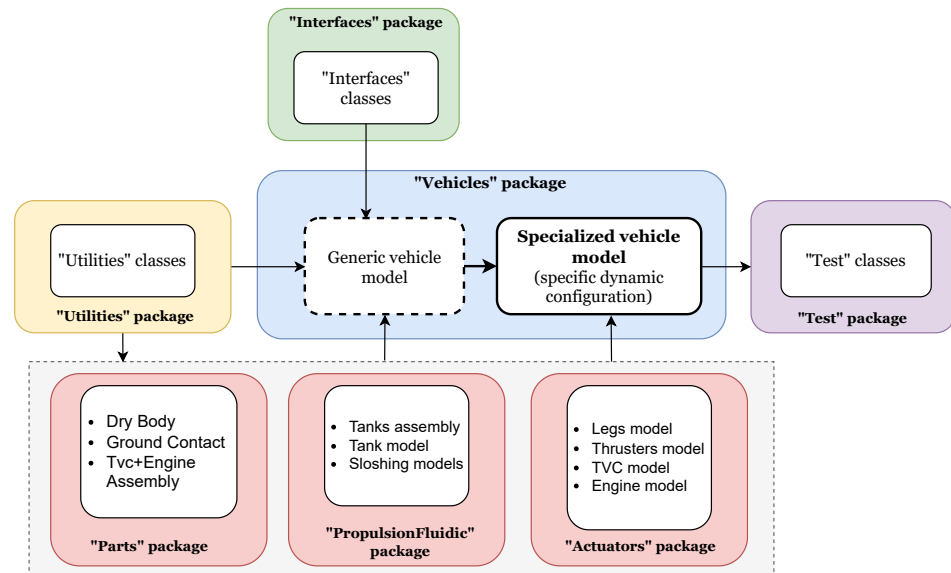 "Interfaces" package
"Interfaces"
classes
"Vehicles" package
"Utilities" classes
"Utilities" package
Generic vehicle
model
Specialized vehicle
model
(specific dynamic
configuration)
"Test" classes
"Test" package
• Dry Body
• Ground Contact
• Tvc+Engine
Assembly
"Parts" package
• Tanks assembly
• Tank model
• Sloshing models
"PropulsionFluidic"
package
• Legs model
• Thrusters model
• TVC model
• Engine model
"Actuators" package